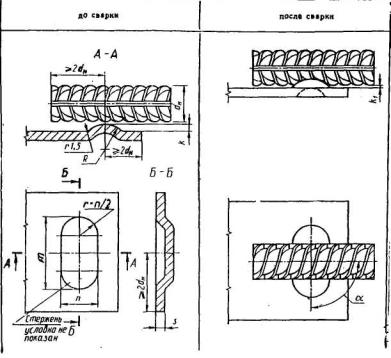 до сварки
после сварки
А-А
≥2dн
dн
k
r1,5
R
≥2dн
k₁
Б
Б-Б
r=n/2
А
m
А
n
≥2dн
s
Стержень
условно не
показан
Б
α